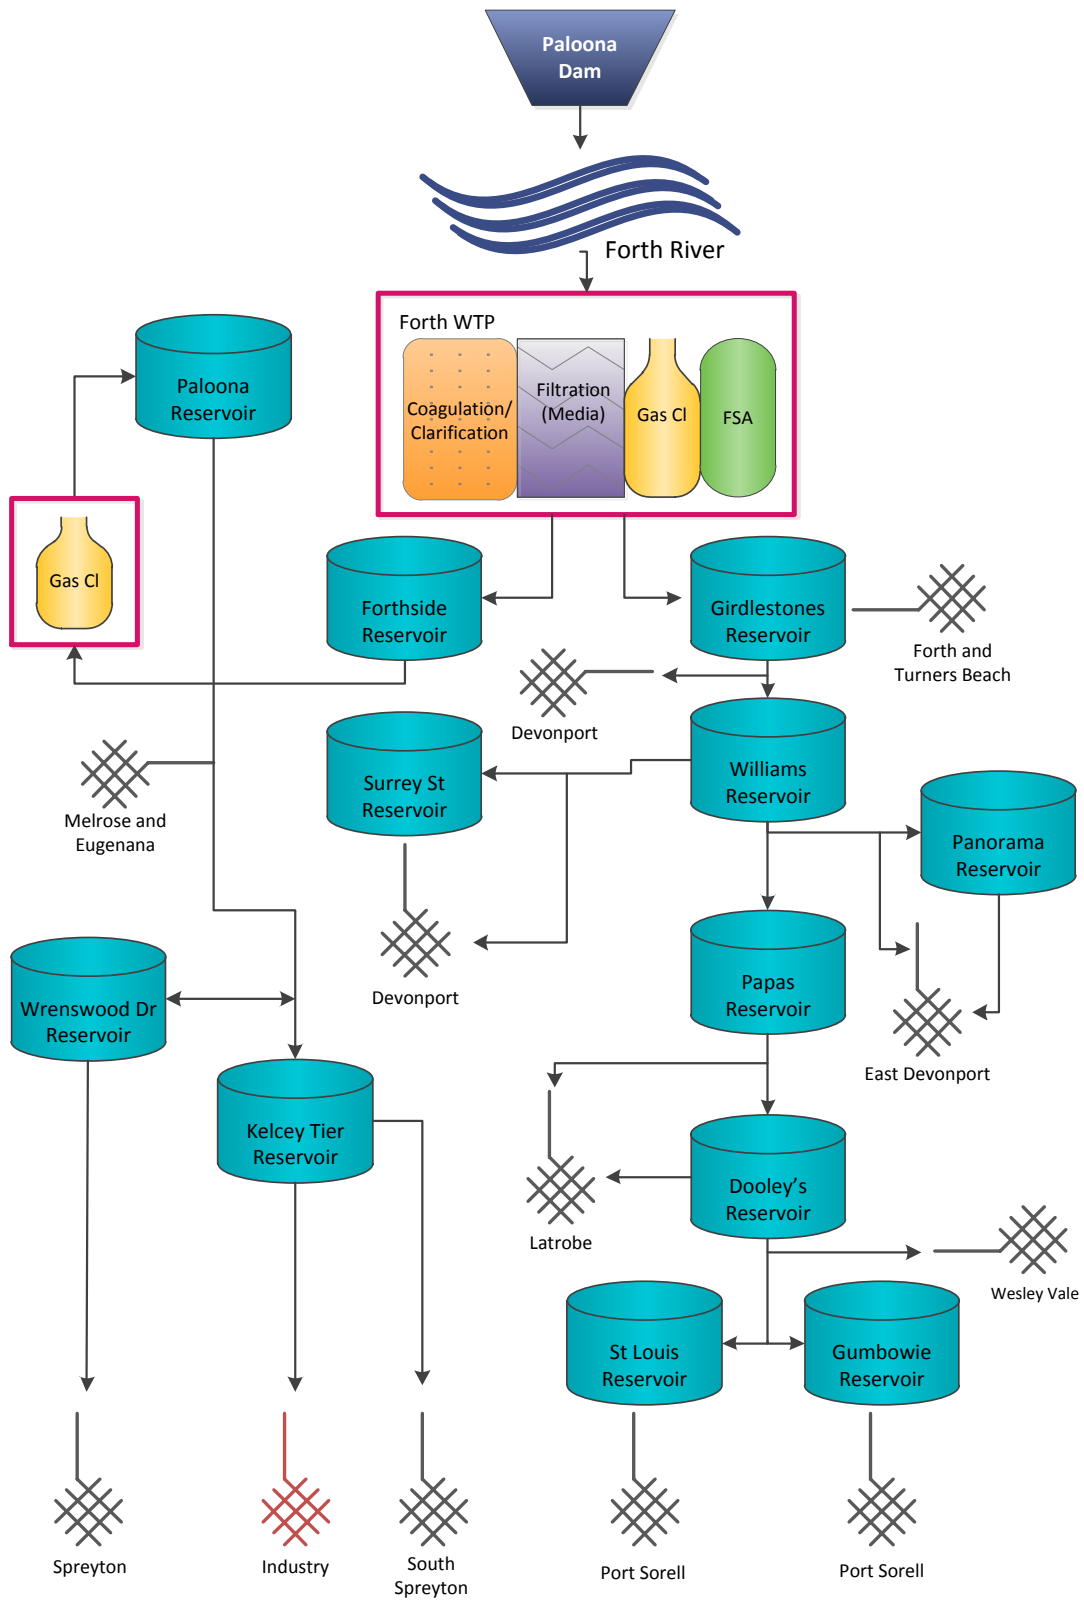 Paloona
Dam
Forth River
Forth WTP
Coagulation/
Clarification
Filtration
(Media)
Gas Cl
FSA
Paloona
Reservoir
Gas Cl
Forthside
Reservoir
Girdlestones
Reservoir
Forth and
Turners Beach
Devonport
Melrose and
Eugenana
Surrey St
Reservoir
Williams
Reservoir
Panorama
Reservoir
Devonport
Wrenswood Dr
Reservoir
Papas
Reservoir
East Devonport
Kelcey Tier
Reservoir
Dooley’s
Reservoir
Latrobe
Wesley Vale
St Louis
Reservoir
Gumbowie
Reservoir
Spreyton
Industry
South
Spreyton
Port Sorell
Port Sorell